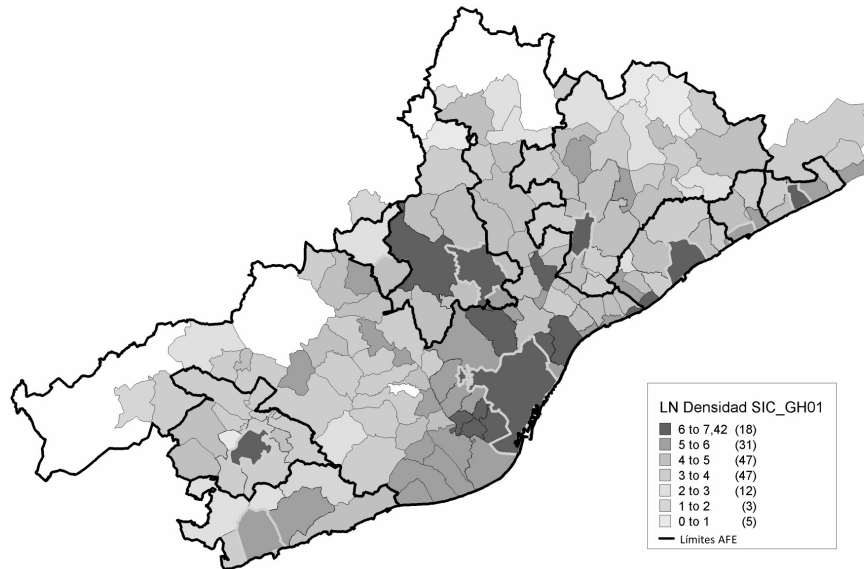 LN Densidad SIC_GH01
6 to 7,42 (18)
5 to 6 (31)
4 to 5 (47)
3 to 4 (47)
2 to 3 (12)
1 to 2 (3)
0 to 1 (5)
Límites AFE